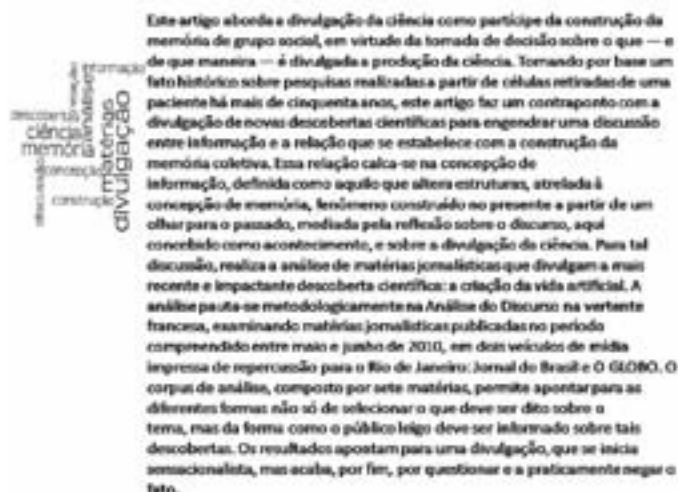 Este artigo aborda a divulgação da ciência como partícipe da construção da
memória de grupo social, em virtude da tomada de decisão sobre o que — e
de que maneira — é divulgada a produção da ciência. Tomando por base um
fato histórico sobre pesquisas realizadas a partir de células retiradas de uma
paciente há mais de cinquenta anos, este artigo faz um contraponto com a
divulgação de novas descobertas científicas para engendrar uma discussão
entre informação e a relação que se estabelece com a construção da
memória coletiva. Essa relação calca-se na concepção de
informação, definida como aquilo que altera estruturas, atrelada à
concepção de memória, fenômeno construído no presente a partir de um
olhar para o passado, mediada pela reflexão sobre o discurso, aqui
concebido como acontecimento, e sobre a divulgação da ciência. Para tal
discussão, realiza a análise de matérias jornalísticas que divulgam a mais
recente e impactante descoberta científica: a criação da vida artificial. A
análise pauta-se metodologicamente na Análise do Discurso na vertente
francesa, examinando matérias jornalísticas publicadas no período
compreendido entre maio e junho de 2010, em dois veículos de mídia
impressa de repercussão para o Rio de Janeiro: Jornal do Brasil e O GLOBO. O
corpus de análise, composto por sete matérias, permite apontar para as
diferentes formas não só de selecionar o que deve ser dito sobre o
tema, mas da forma como o público leigo deve ser informado sobre tais
descobertas. Os resultados apontam para uma divulgação, que se inicia
sensacionalista, mas acaba, por fim, por questionar e a praticamente negar o
fato.
formação
descoberta
ciência
memória
concepção
construção
matéria
divulgação